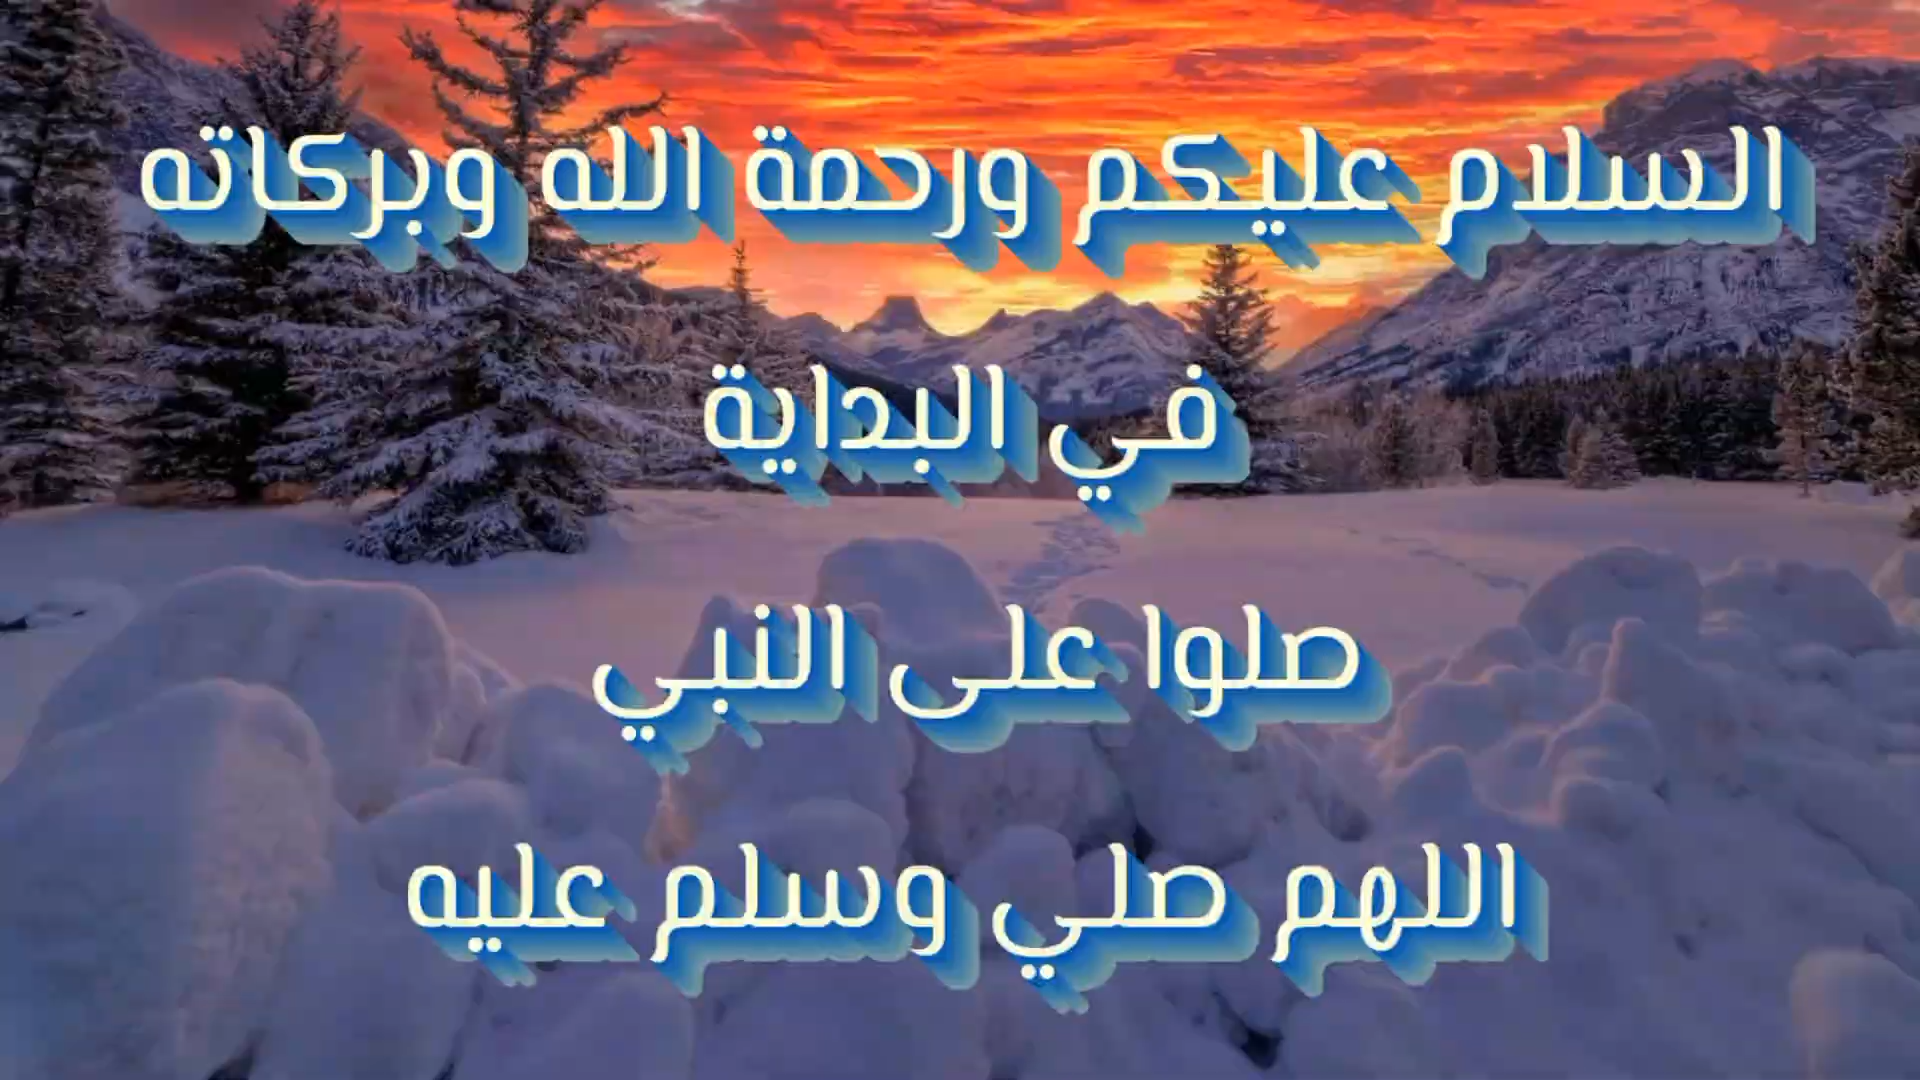 السلام عليكم ورحمة الله وبركاته
في البداية
صلوا على النبي
اللهم صلي وسلم عليه